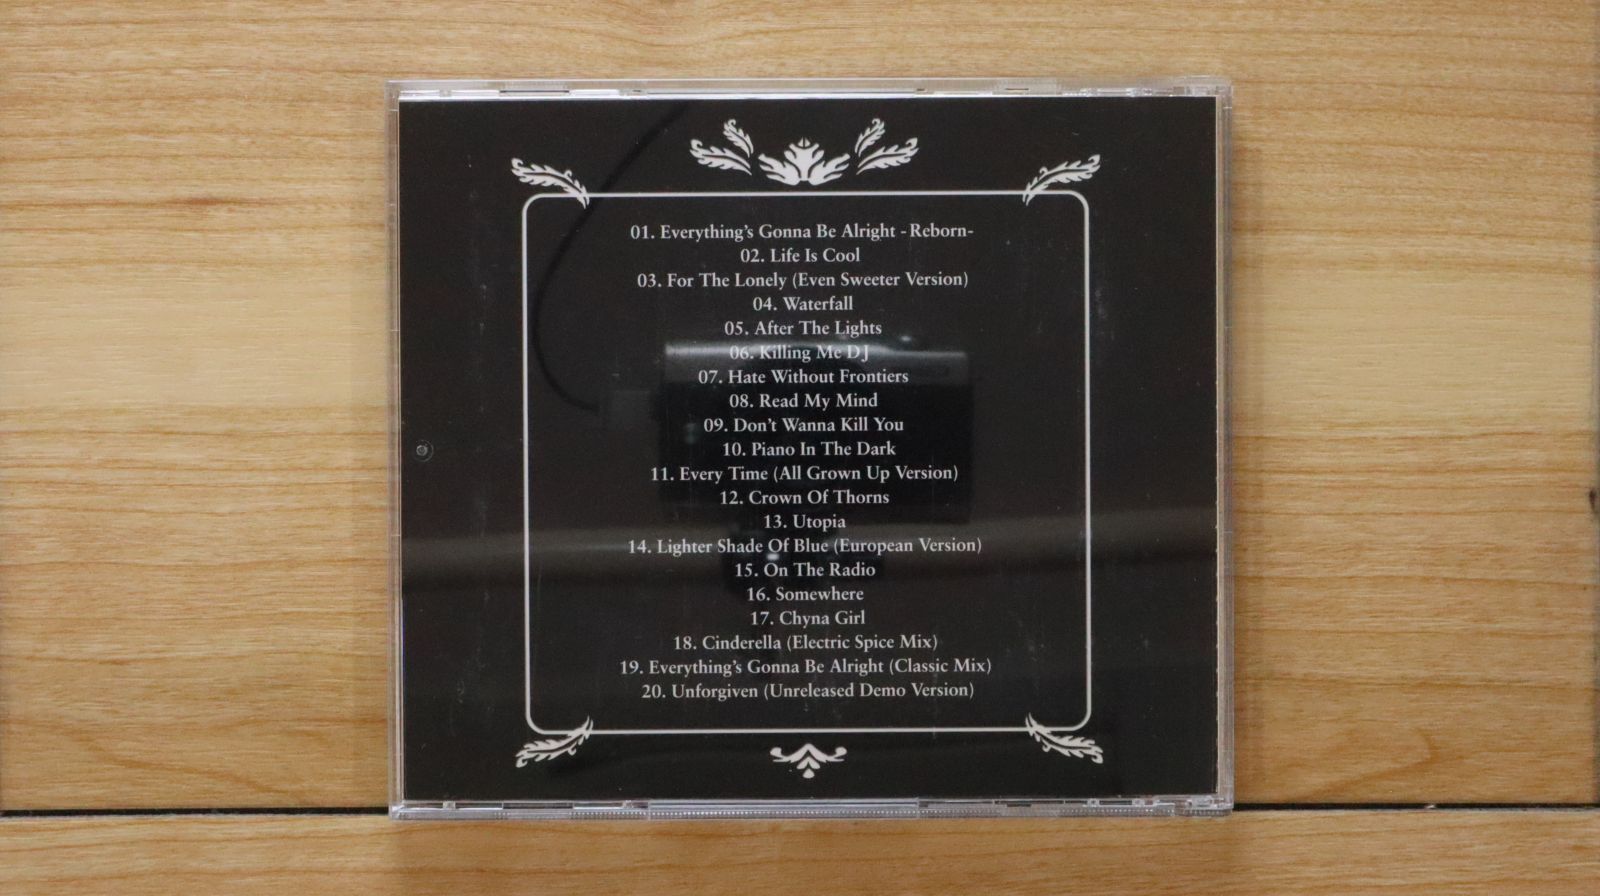 01. Everything's Gonna Be Alright -Reborn-
02. Life Is Cool
03. For The Lonely (Even Sweeter Version)
04. Waterfall
05. After The Lights
06. Killing Me DJ
07. Hate Without Frontiers
08. Read My Mind
09. Don't Wanna Kill You
10. Piano In The Dark
11. Every Time (All Grown Up Version)
12. Crown Of Thorns
13. Utopia
14. Lighter Shade Of Blue (European Version)
15. On The Radio
16. Somewhere
17. Chyna Girl
18. Cinderella (Electric Spice Mix)
19. Everything's Gonna Be Alright (Classic Mix)
20. Unforgiven (Unreleased Demo Version)